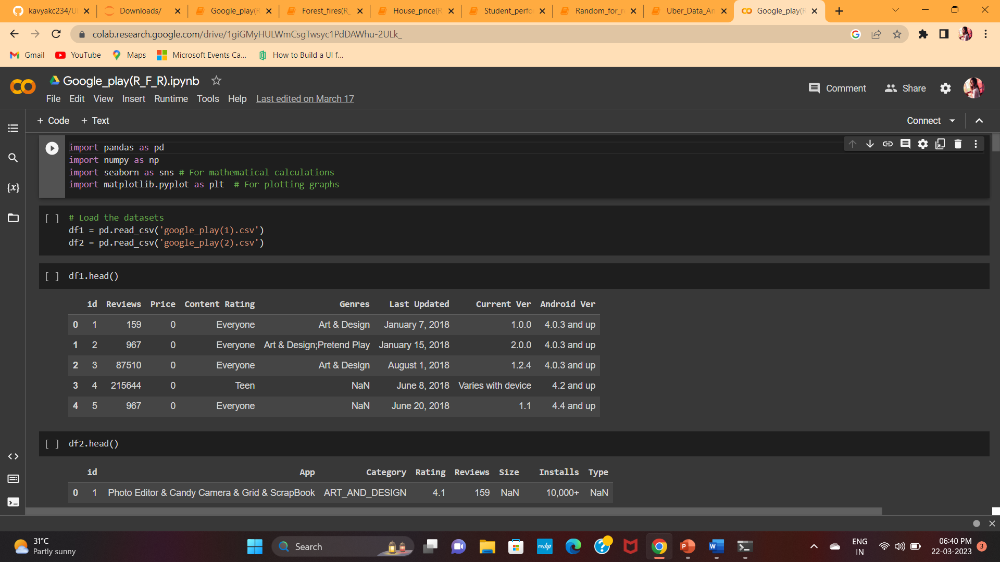 kavyakc234/UI
Downloads/
Google_play(R
Forest_fires(R_
House_price(R
Student_perfo
Random_for_r
Uber_Data_An
Google_play(R
colab.research.google.com/drive/1giGMyHULWmCsgTwsyc1PdDAWhu-2ULk_
Gmail YouTube Maps Microsoft Events Ca... How to Build a UI f...
Google_play(R_F_R).ipynb
Comment Share
File Edit View Insert Runtime Tools Help Last edited on March 17
+ Code + Text
Connect
import pandas as pd
import numpy as np
import seaborn as sns # For mathematical calculations
import matplotlib.pyplot as plt  # For plotting graphs
{x}
[ ] # Load the datasets
df1 = pd.read_csv('google_play(1).csv')
df2 = pd.read_csv('google_play(2).csv')
[ ] df1.head()
id Reviews Price Content Rating Genres Last Updated Current Ver Android Ver
0 1 159 0 Everyone Art & Design January 7, 2018 1.0.0 4.0.3 and up
1 2 967 0 Everyone Art & Design;Pretend Play January 15, 2018 2.0.0 4.0.3 and up
2 3 87510 0 Everyone Art & Design August 1, 2018 1.2.4 4.0.3 and up
3 4 215644 0 Teen NaN June 8, 2018 Varies with device 4.2 and up
4 5 967 0 Everyone NaN June 20, 2018 1.1 4.4 and up
[ ] df2.head()
id App Category Rating Reviews Size Installs Type
0 1 Photo Editor & Candy Camera & Grid & ScrapBook ART_AND_DESIGN 4.1 159 NaN 10,000+ NaN
31°C
Partly sunny
Search
myhp
ENG
IN
06:40 PM
22-03-2023
3